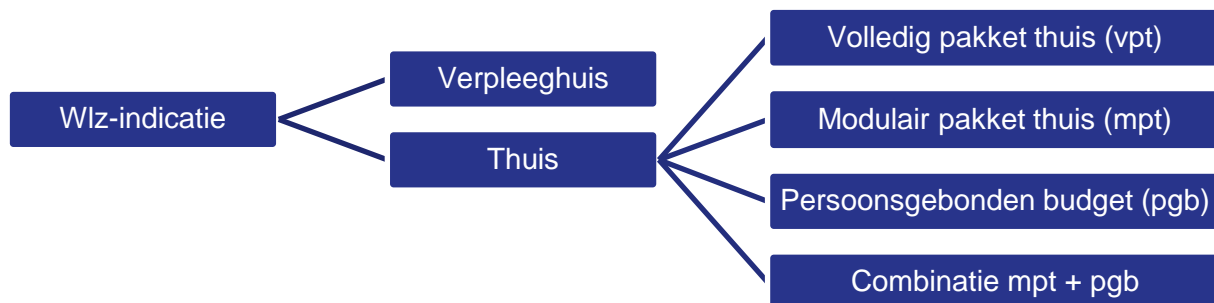 Wlz-indicatie
Verpleeghuis
Thuis
Volledig pakket thuis (vpt)
Modulair pakket thuis (mpt)
Persoonsgebonden budget (pgb)
Combinatie mpt + pgb